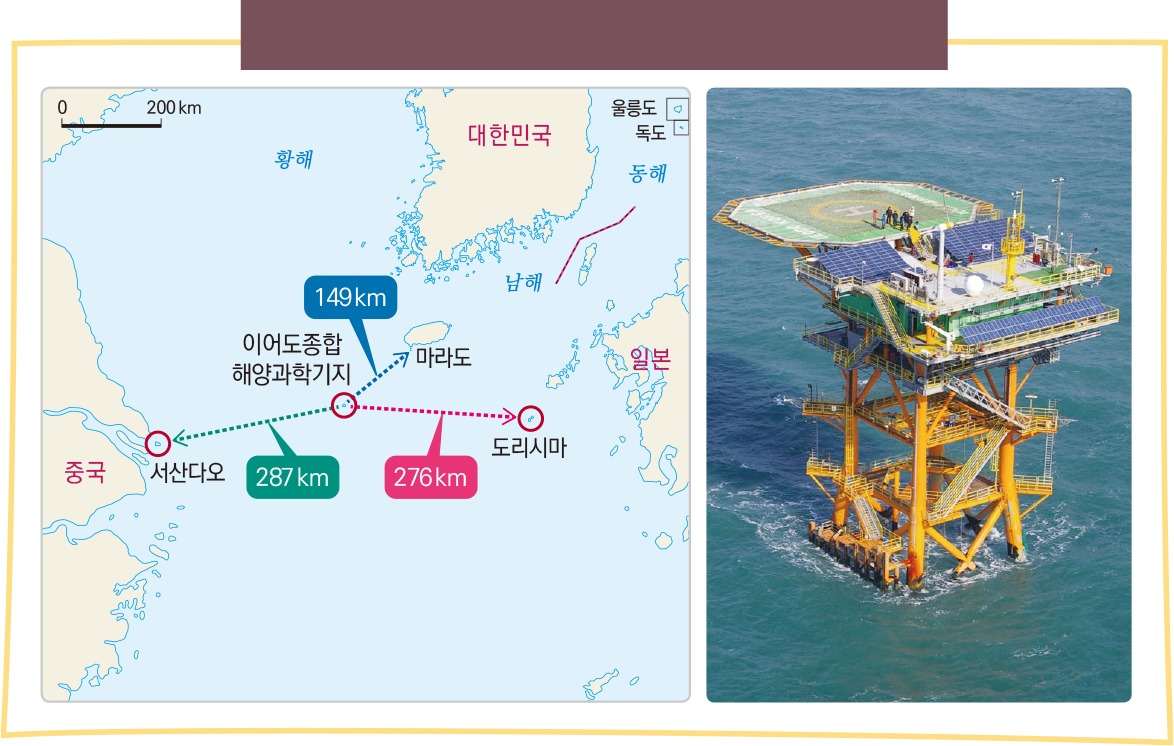 0 200 km
울릉도
독도
대한민국
황해
동해
남해
149 km
이어도종합
해양과학기지
마라도
일본
도리시마
중국
서산다오
287 km
276 km
H